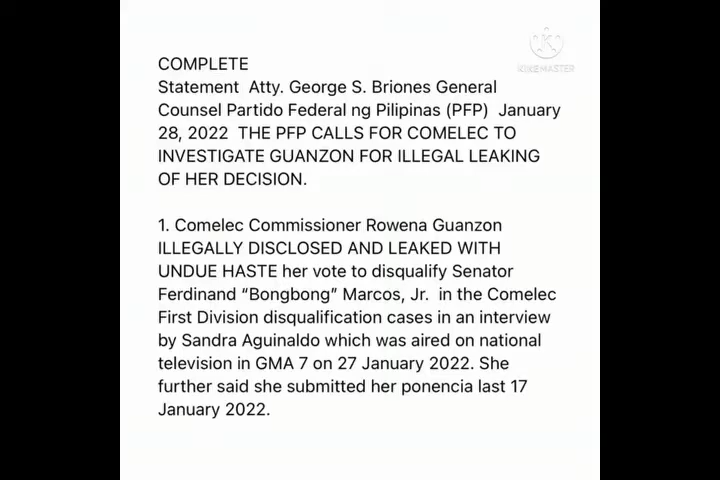 KINEMASTER
COMPLETE
Statement  Atty. George S. Briones General
Counsel Partido Federal ng Pilipinas (PFP)  January
28, 2022  THE PFP CALLS FOR COMELEC TO
INVESTIGATE GUANZON FOR ILLEGAL LEAKING
OF HER DECISION.
1. Comelec Commissioner Rowena Guanzon
ILLEGALLY DISCLOSED AND LEAKED WITH
UNDUE HASTE her vote to disqualify Senator
Ferdinand “Bongbong” Marcos, Jr.  in the Comelec
First Division disqualification cases in an interview
by Sandra Aguinaldo which was aired on national
television in GMA 7 on 27 January 2022. She
further said she submitted her ponencia last 17
January 2022.